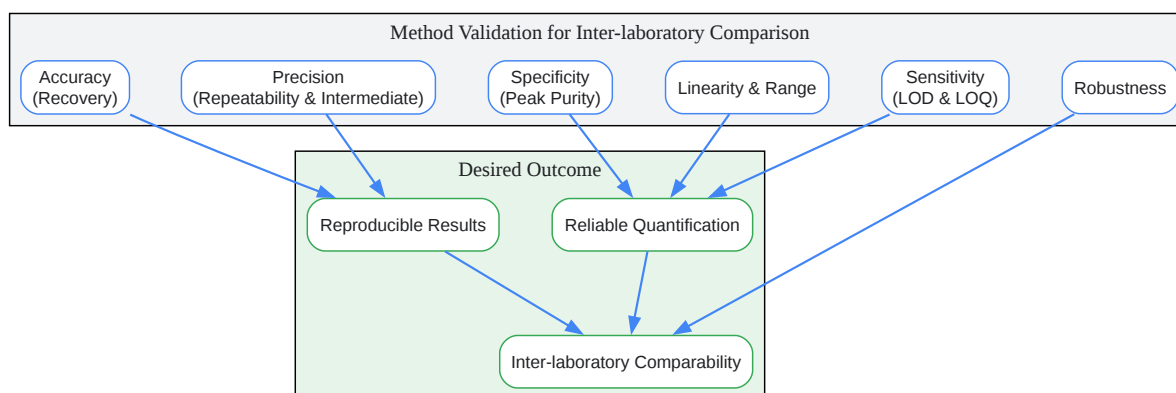 Method Validation for Inter-laboratory Comparison
Accuracy
(Recovery)
Precision
(Repeatability & Intermediate)
Specificity
(Peak Purity)
Linearity & Range
Sensitivity
(LOD & LOQ)
Robustness
Desired Outcome
Reproducible Results
Reliable Quantification
Inter-laboratory Comparability